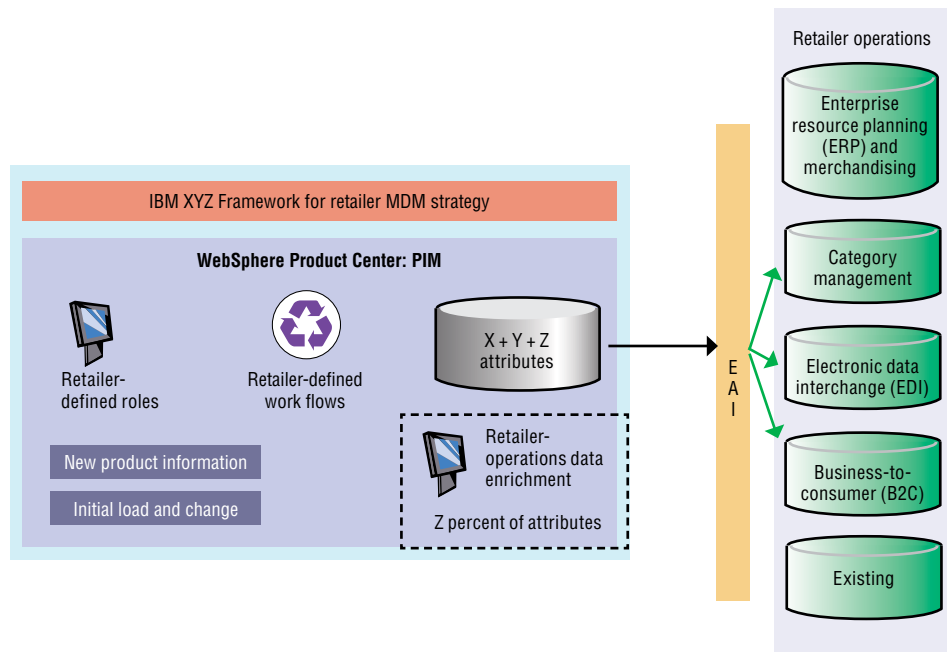 IBM XYZ Framework for retailer MDM strategy
WebSphere Product Center: PIM
Retailer-
defined roles
Retailer-defined
work flows
X + Y + Z
attributes
New product information
Initial load and change
Retailer-
operations data
enrichment
Z percent of attributes
E
A
I
Retailer operations
Enterprise
resource planning
(ERP) and
merchandising
Category
management
Electronic data
interchange (EDI)
Business-to-
consumer (B2C)
Existing